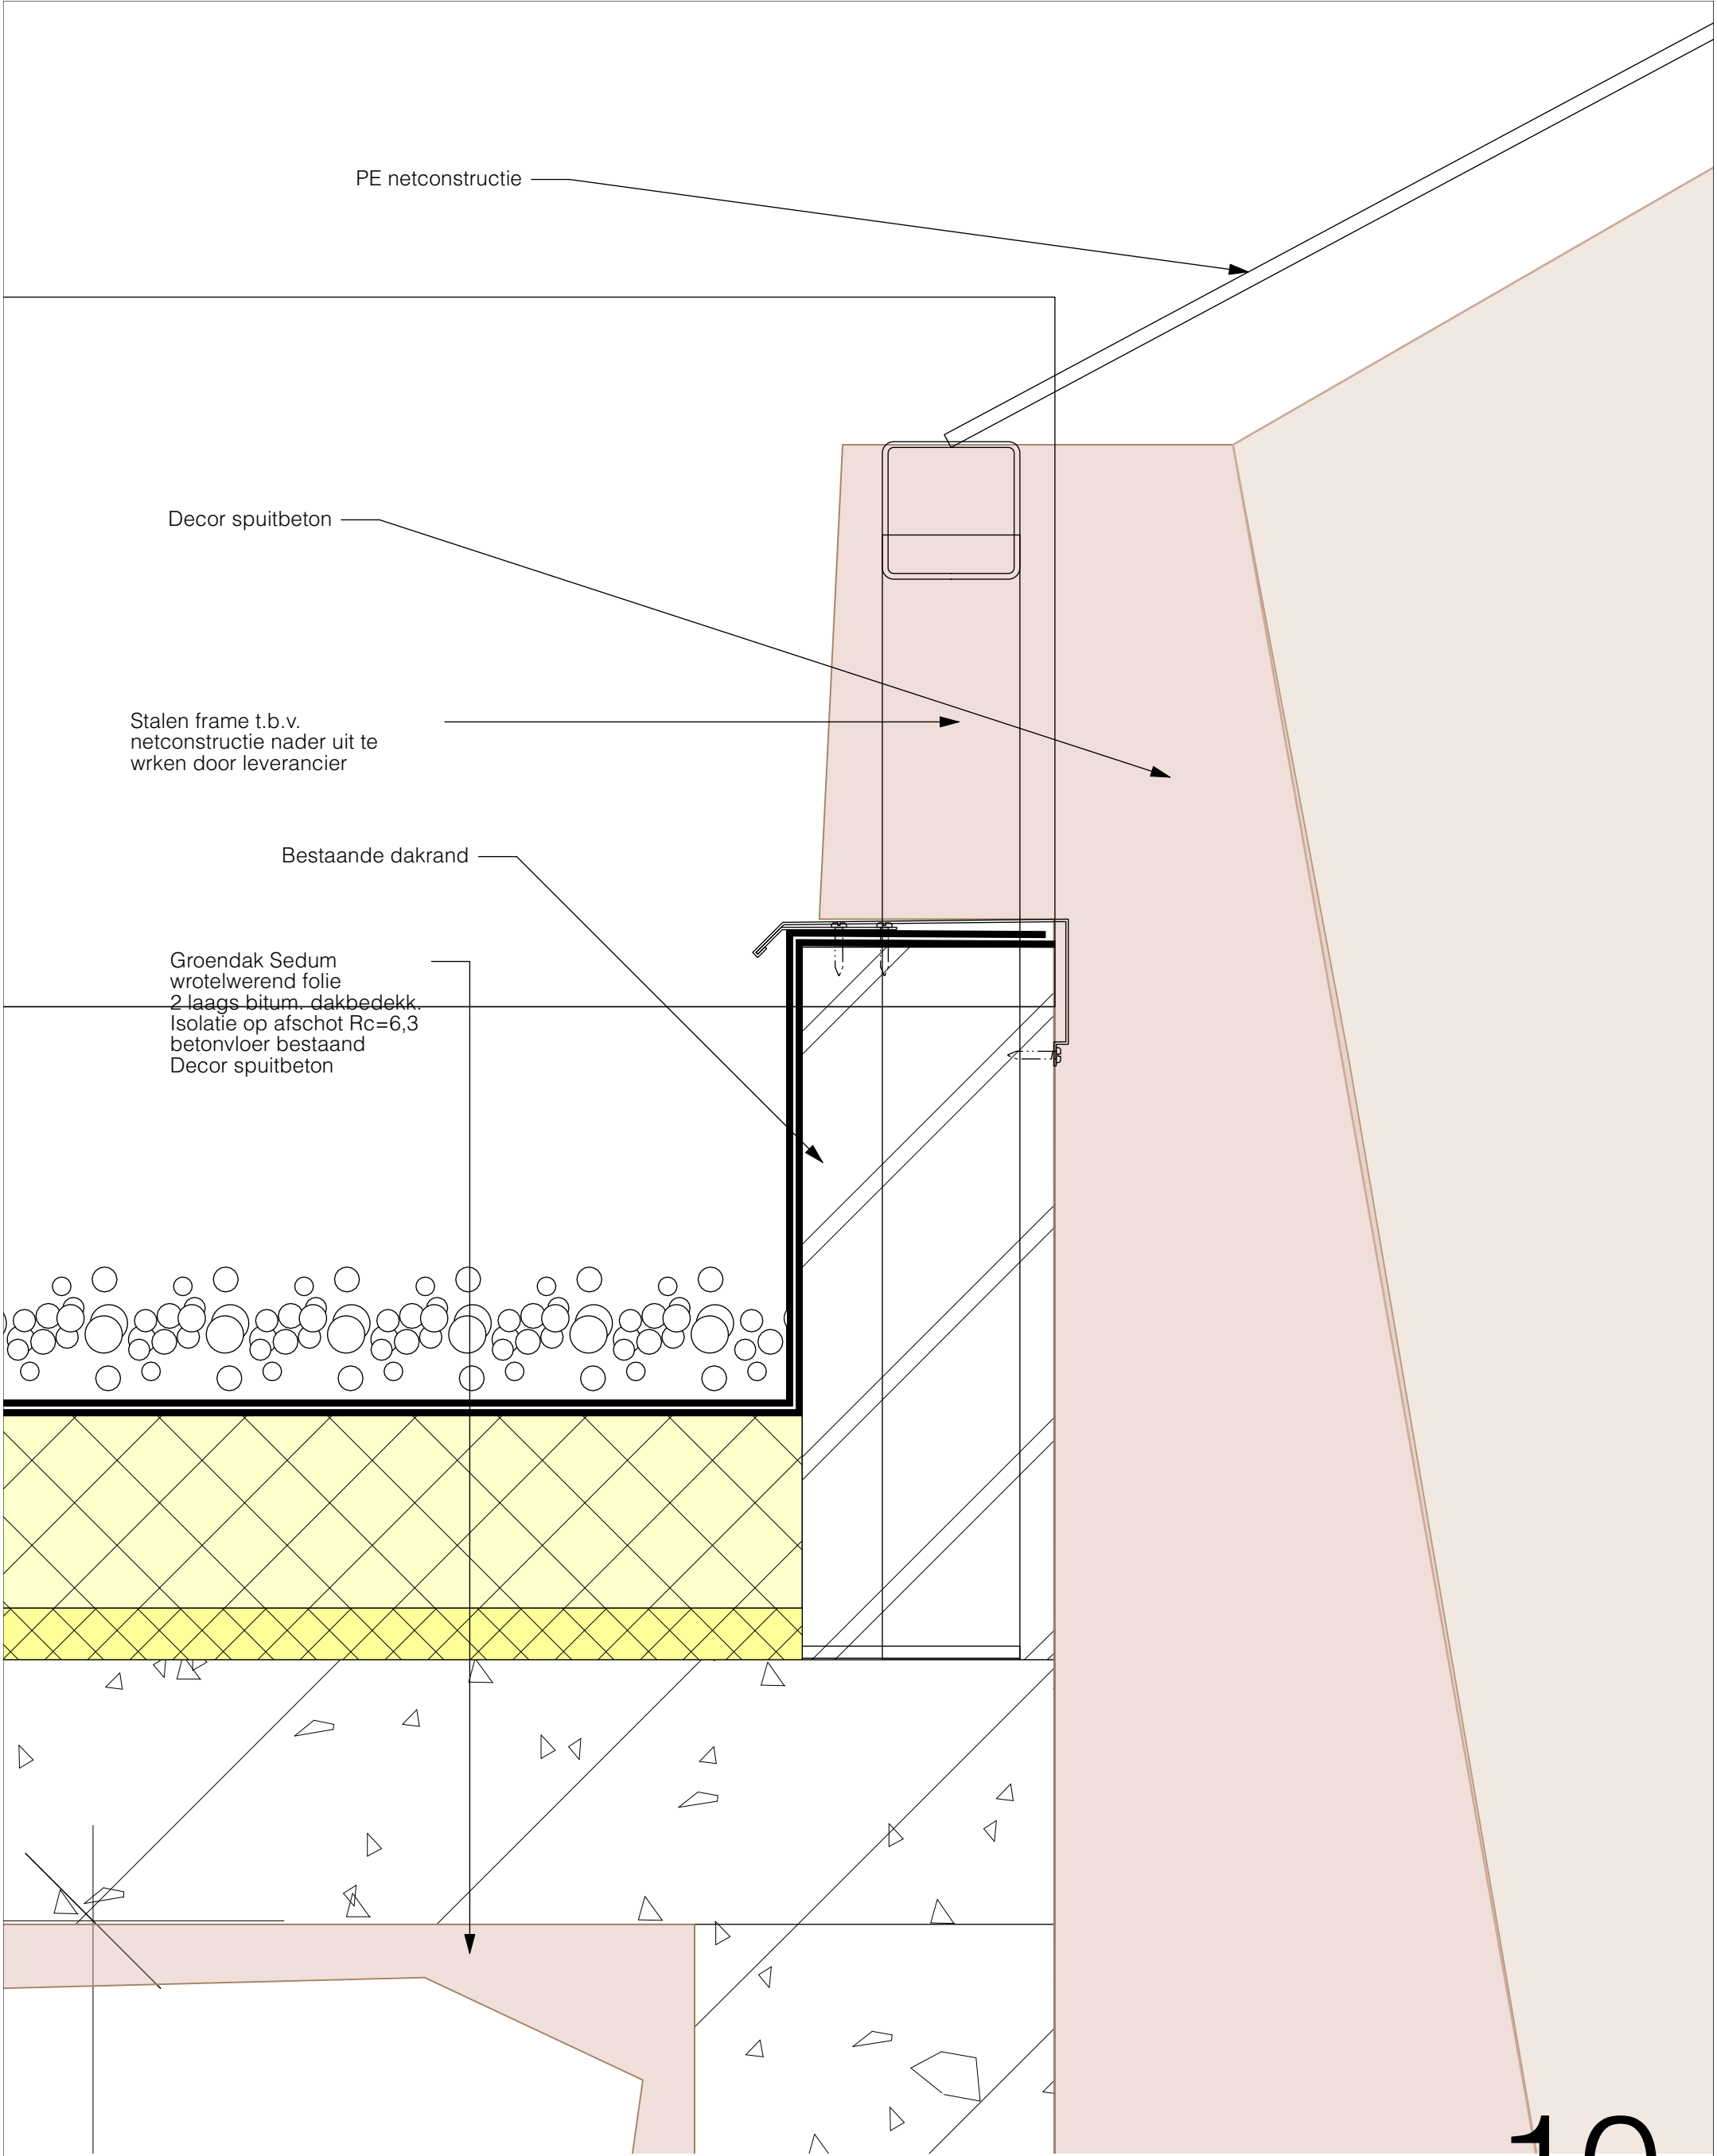 PE netconstructie
Decor spuitbeton
Stalen frame t.b.v.
netconstructie nader uit te
wrken door leverancier
Bestaande dakrand
Groendak Sedum
wrotelwerend folie
2 laags bitum. dakbedekk.
Isolatie op afschot Rc=6,3
betonvloer bestaand
Decor spuitbeton